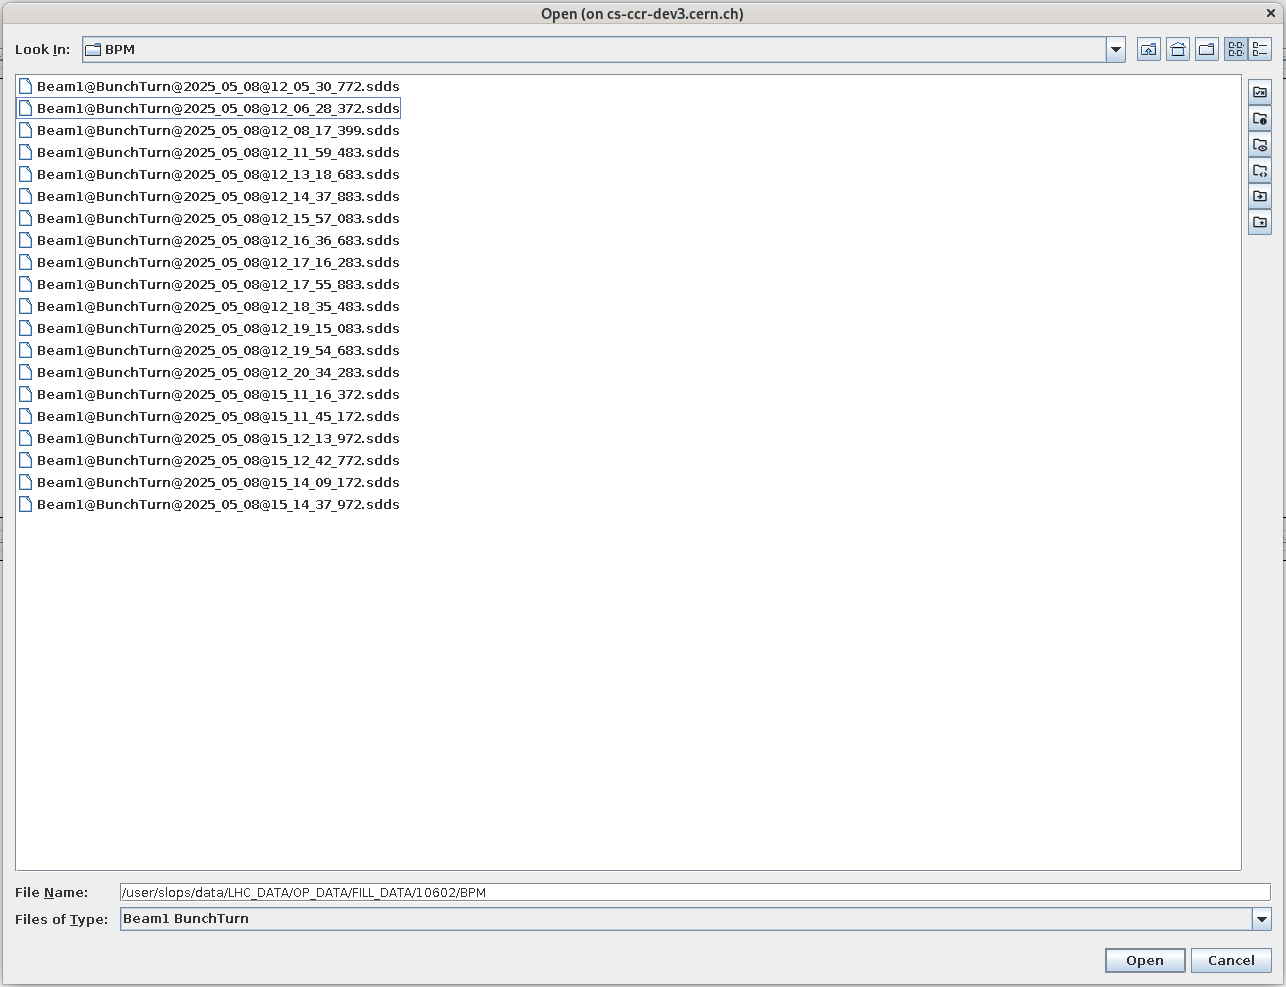 Open (on cs-ccr-dev3.cern.ch)
Look In: BPM
Beam1@BunchTurn@2025_05_08@12_05_30_772.sdds
Beam1@BunchTurn@2025_05_08@12_06_28_372.sdds
Beam1@BunchTurn@2025_05_08@12_08_17_399.sdds
Beam1@BunchTurn@2025_05_08@12_11_59_483.sdds
Beam1@BunchTurn@2025_05_08@12_13_18_683.sdds
Beam1@BunchTurn@2025_05_08@12_14_37_883.sdds
Beam1@BunchTurn@2025_05_08@12_15_57_083.sdds
Beam1@BunchTurn@2025_05_08@12_16_36_683.sdds
Beam1@BunchTurn@2025_05_08@12_17_16_283.sdds
Beam1@BunchTurn@2025_05_08@12_17_55_883.sdds
Beam1@BunchTurn@2025_05_08@12_18_35_483.sdds
Beam1@BunchTurn@2025_05_08@12_19_15_083.sdds
Beam1@BunchTurn@2025_05_08@12_19_54_683.sdds
Beam1@BunchTurn@2025_05_08@12_20_34_283.sdds
Beam1@BunchTurn@2025_05_08@15_11_16_372.sdds
Beam1@BunchTurn@2025_05_08@15_11_45_172.sdds
Beam1@BunchTurn@2025_05_08@15_12_13_972.sdds
Beam1@BunchTurn@2025_05_08@15_12_42_772.sdds
Beam1@BunchTurn@2025_05_08@15_14_09_172.sdds
Beam1@BunchTurn@2025_05_08@15_14_37_972.sdds
File Name: /user/slops/data/LHC_DATA/OP_DATA/FILL_DATA/10602/BPM
Files of Type: Beam1 BunchTurn
Open Cancel